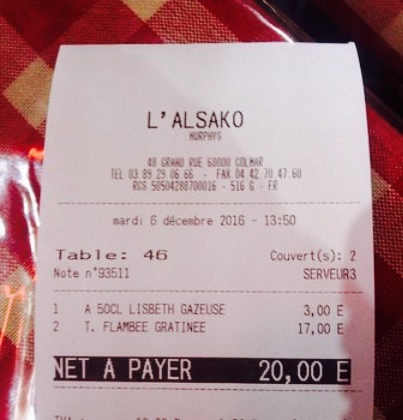 L'ALSAKO
MURPHYS
48 GRAND RUE 68000 COLMAR
TEL 03 89 29 06 66 - FAX 04 42 70 47 60
RCS 50504288700016 - 516 G - FR
mardi 6 décembre 2016 - 13:50
Table: 46 Couvert(s): 2
Note n°93511 SERVEUR3
1 A 50CL LISBETH GAZEUSE 3,00 E
2 T. FLAMBEE GRATINEE 17,00 E
NET A PAYER 20,00 E